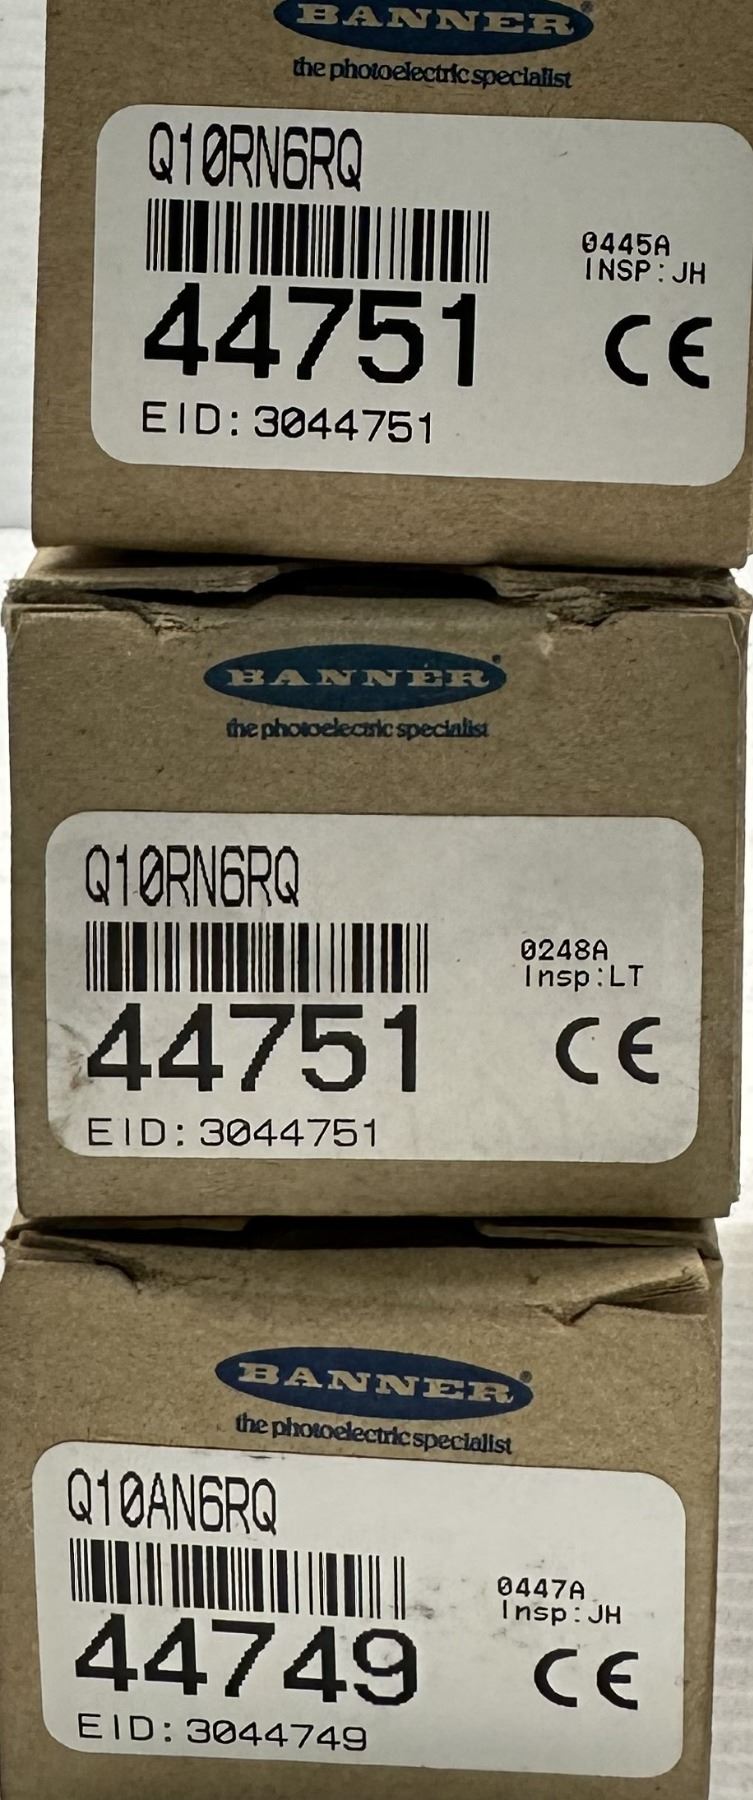 BANNER®
the photoelectric specialist
Q10RN6RQ
0445A
INSP:JH
44751
CE
EID:3044751
BANNER®
the photoelectric specialist
Q10RN6RQ
0248A
Insp:LT
44751
CE
EID:3044751
BANNER®
the photoelectric specialist
Q10AN6RQ
0447A
Insp:JH
44749
CE
EID:3044749